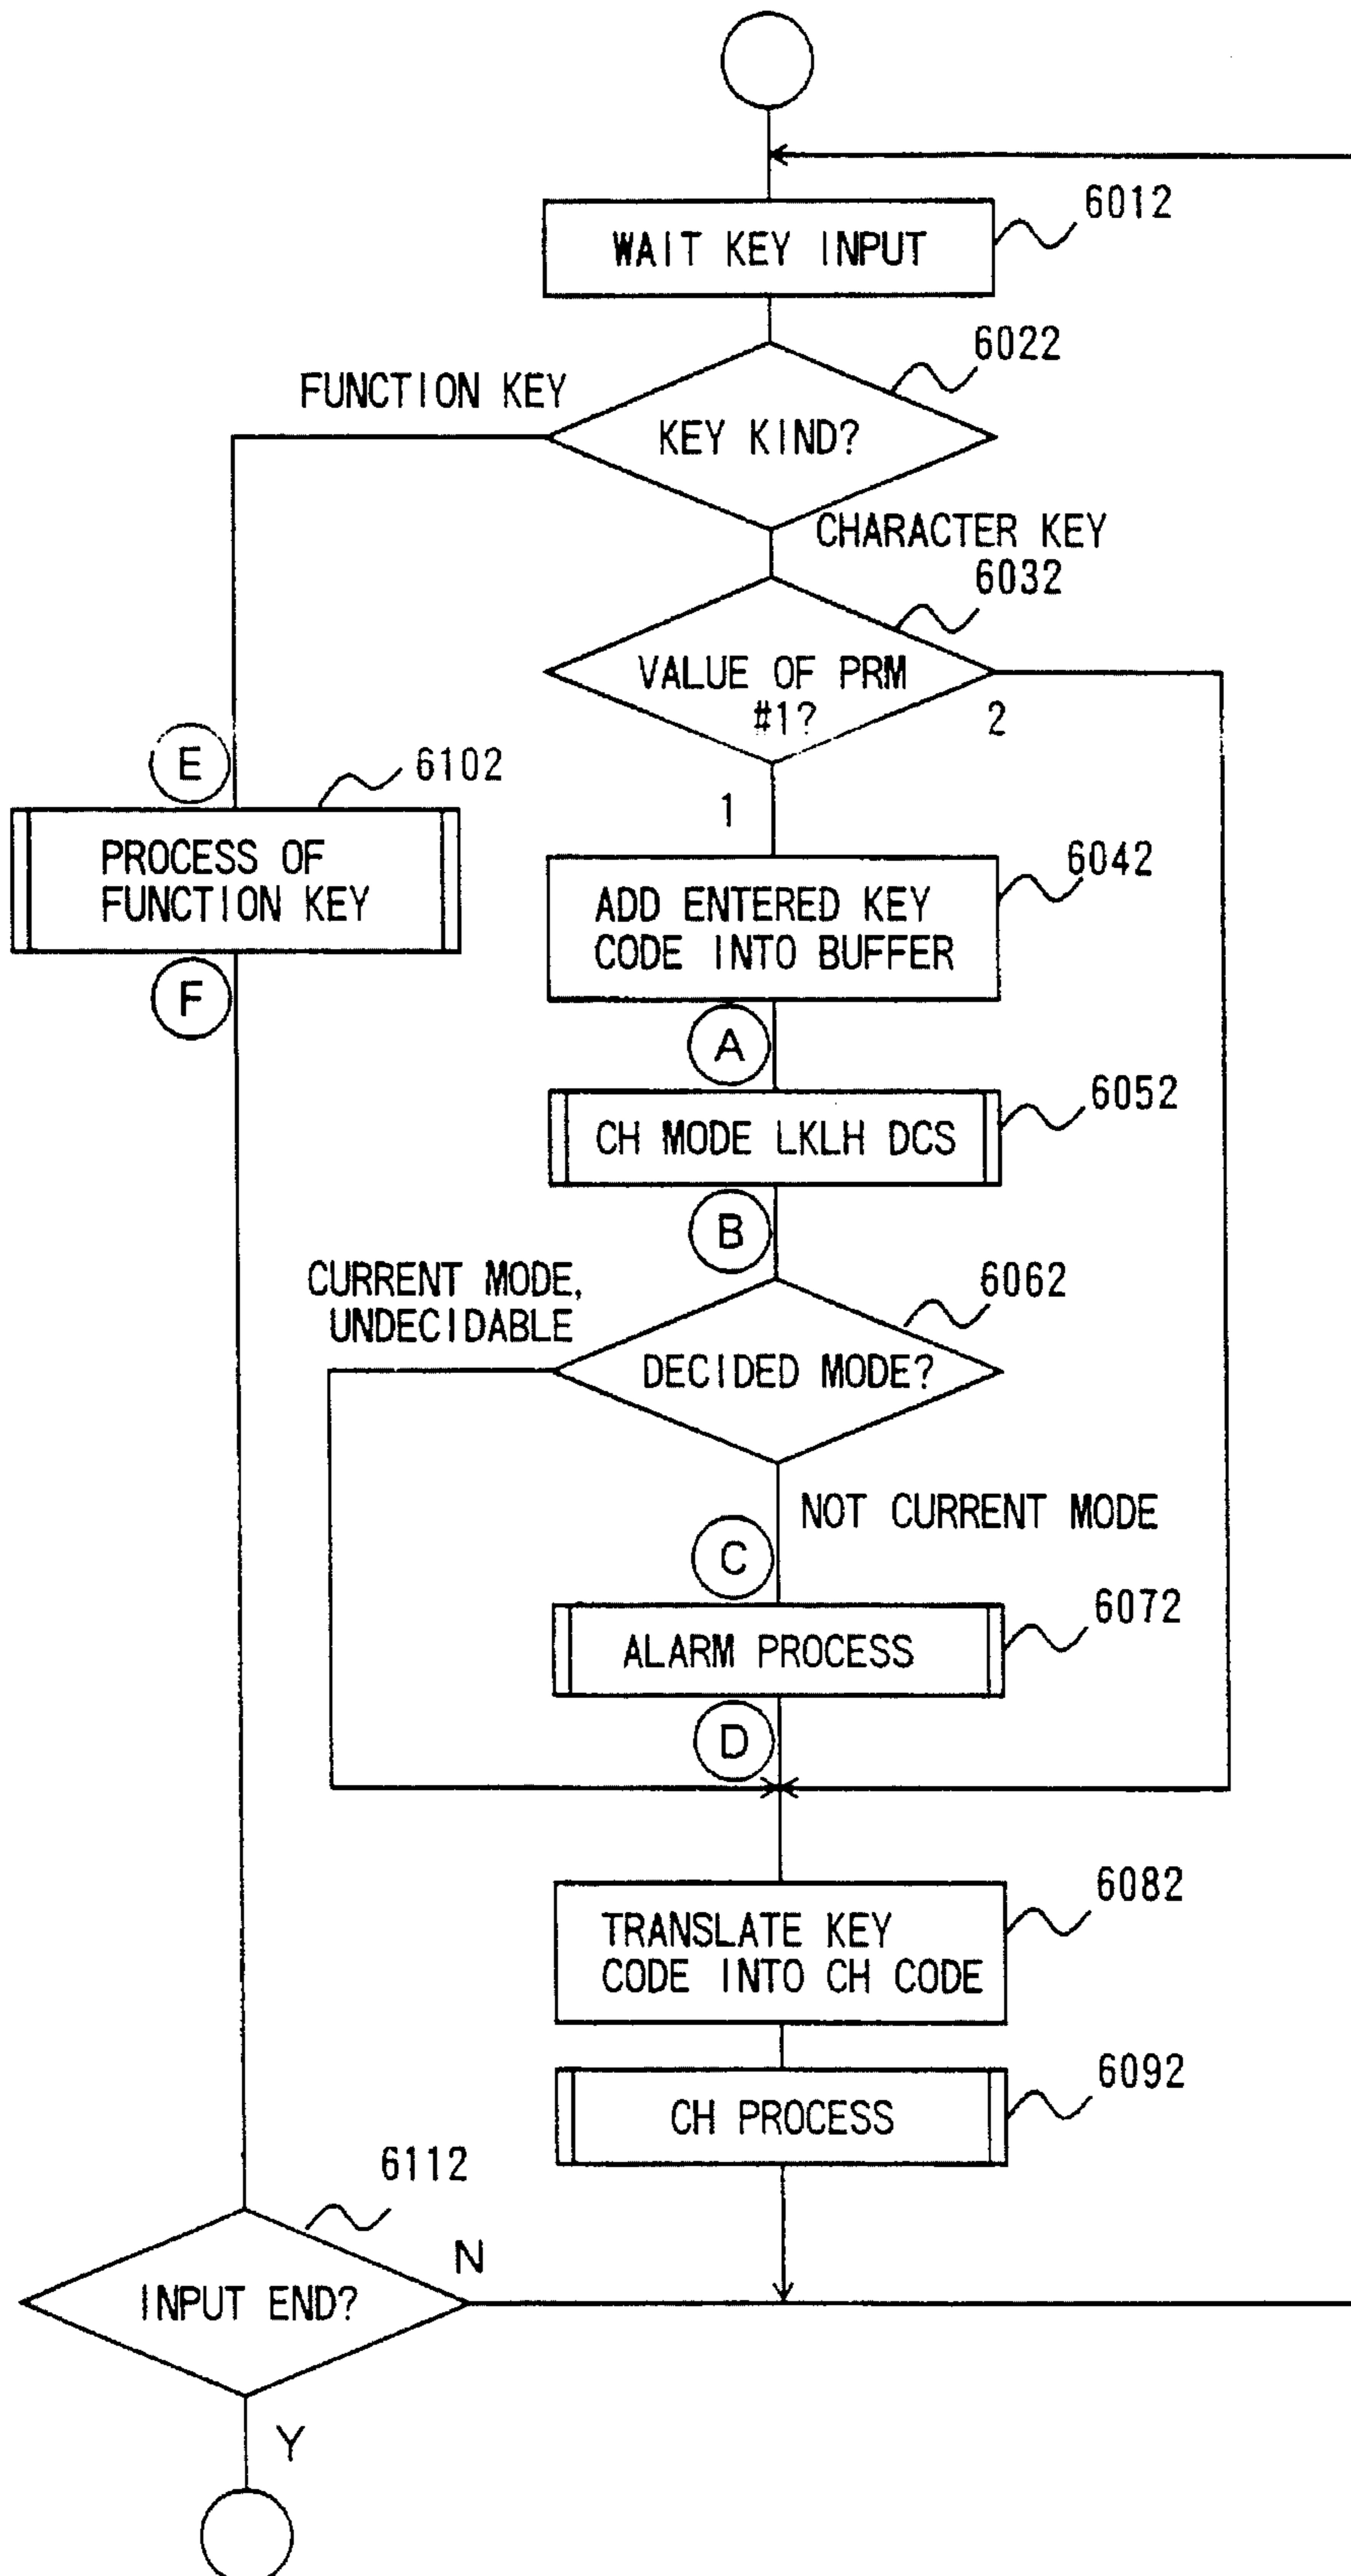 6012
WAIT KEY INPUT
6022
FUNCTION KEY
KEY KIND?
CHARACTER KEY
6032
VALUE OF PRM
#1?
2
E
6102
1
PROCESS OF
FUNCTION KEY
6042
ADD ENTERED KEY
CODE INTO BUFFER
F
A
6052
CH MODE LKLH DCS
B
CURRENT MODE,
UNDECIDABLE
6062
DECIDED MODE?
NOT CURRENT MODE
C
6072
ALARM PROCESS
D
6082
TRANSLATE KEY
CODE INTO CH CODE
6092
CH PROCESS
6112
N
INPUT END?
Y